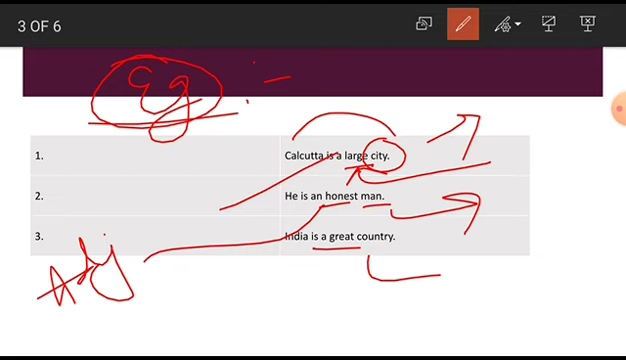 3 OF 6
Eg :-
1. Calcutta is a large city.
2. He is an honest man.
3. India is a great country.
Adj